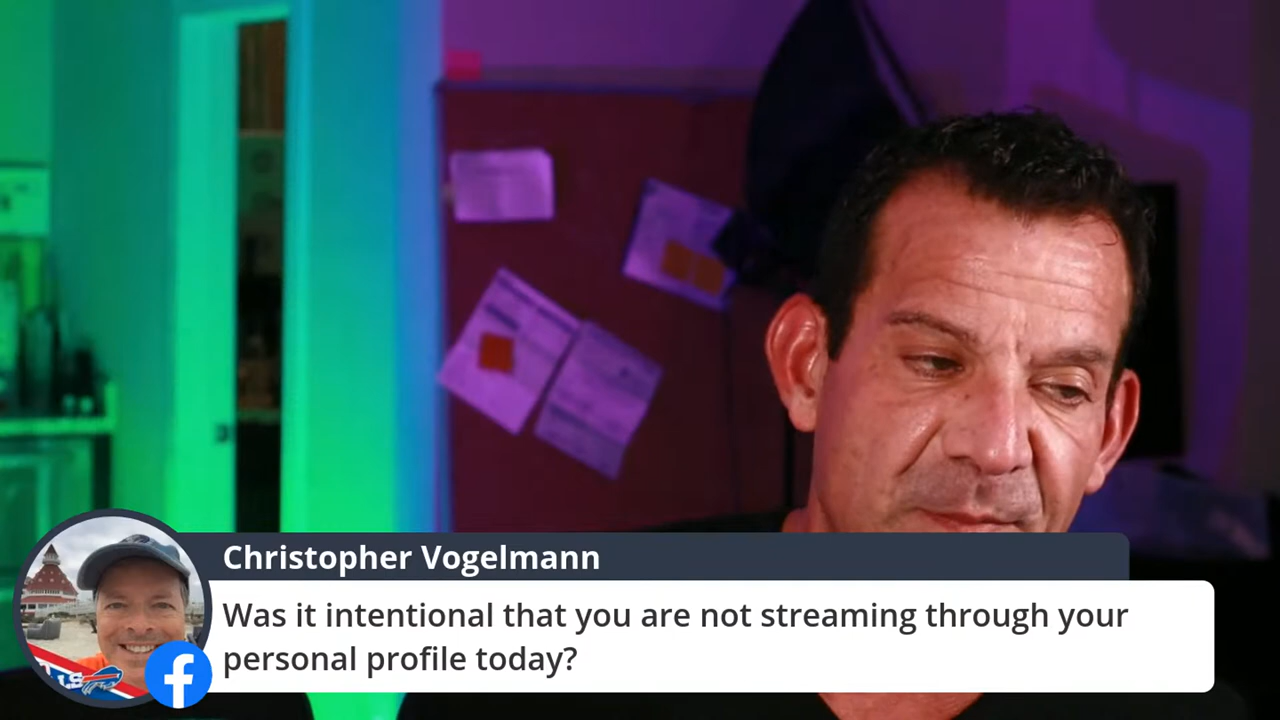 Christopher Vogelmann
Was it intentional that you are not streaming through your
personal profile today?